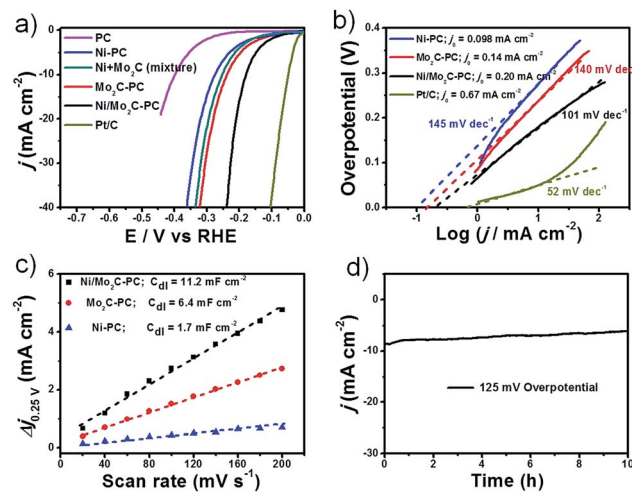 a)
0
-10
-20
-30
-40
j (mA cm-2)
PC
Ni-PC
Ni+Mo2C (mixture)
Mo2C-PC
Ni/Mo2C-PC
Pt/C
-0.7 -0.6 -0.5 -0.4 -0.3 -0.2 -0.1 0.0
E / V vs RHE
b)
0.4
0.3
0.2
0.1
0.0
Overpotential (V)
Ni-PC; j0 = 0.098 mA cm-2
Mo2C-PC; j0 = 0.14 mA cm-2
Ni/Mo2C-PC; j0 = 0.20 mA cm-2
Pt/C; j0 = 0.67 mA cm-2
140 mV dec-1
145 mV dec-1
101 mV dec-1
52 mV dec-1
-1 0 1 2
Log (j / mA cm-2)
c)
6
4
2
0
Δj0.25 V (mA cm-2)
Ni/Mo2C-PC; Cdl = 11.2 mF cm-2
Mo2C-PC; Cdl = 6.4 mF cm-2
Ni-PC; Cdl = 1.7 mF cm-2
0 40 80 120 160 200
Scan rate (mV s-1)
d)
0
-10
-20
-30
j (mA cm-2)
125 mV Overpotential
0 2 4 6 8 10
Time (h)